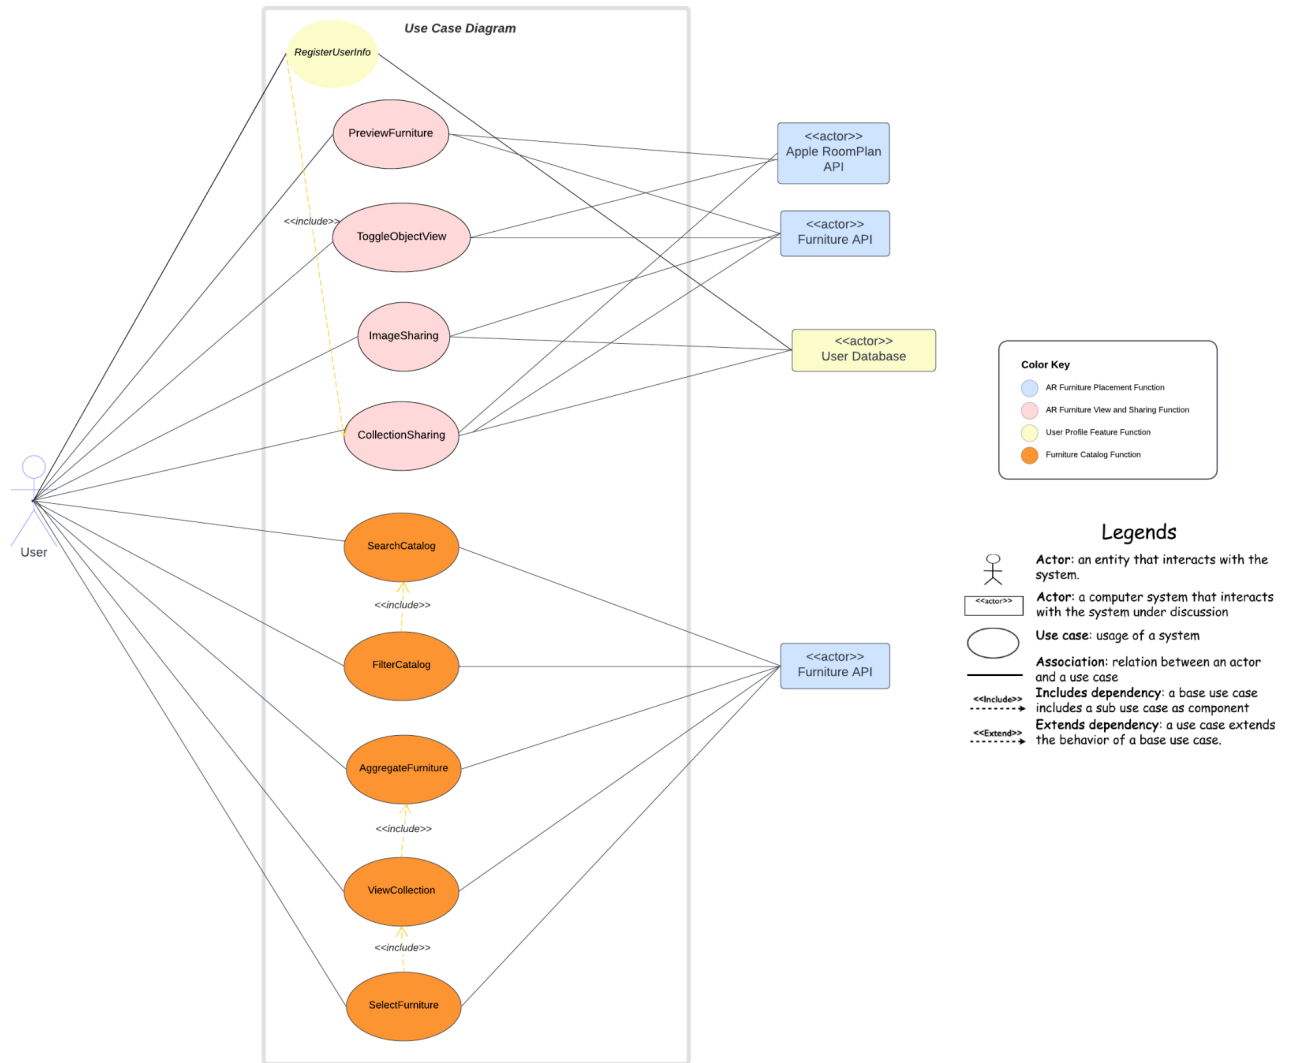 Use Case Diagram
RegisterUserInfo
PreviewFurniture
<<include>>
ToggleObjectView
ImageSharing
CollectionSharing
SearchCatalog
<<include>>
FilterCatalog
AggregateFurniture
<<include>>
ViewCollection
<<include>>
SelectFurniture
User
<<actor>>
Apple RoomPlan
API
<<actor>>
Furniture API
<<actor>>
User Database
<<actor>>
Furniture API
Color Key
AR Furniture Placement Function
AR Furniture View and Sharing Function
User Profile Feature Function
Furniture Catalog Function
Legends
Actor: an entity that interacts with the
system.
<<actor>>
Actor: a computer system that interacts
with the system under discussion
Use case: usage of a system
Association: relation between an actor
and a use case
<<Include>>
Includes dependency: a base use case
includes a sub use case as component
<<Extend>>
Extends dependency: a use case extends
the behavior of a base use case.